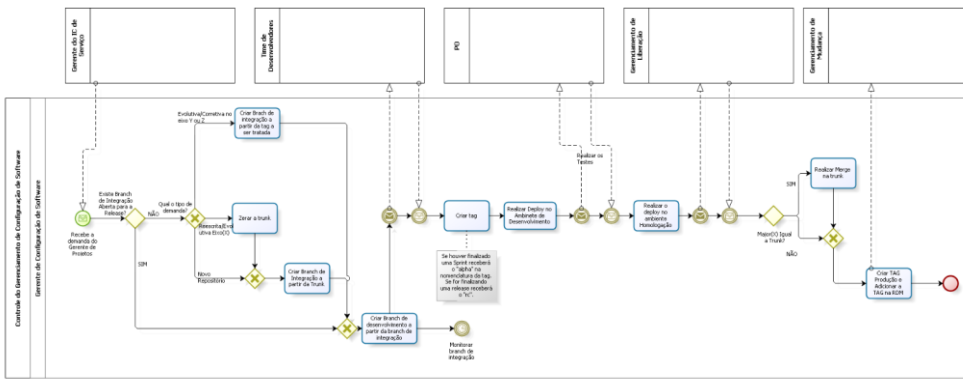 Gerente do IC de
Serviço
Time de
Desenvolvedores
PO
Gerenciamento de
Liberação
Gerenciamento de
Mudança
Controle do Gerenciamento de Configuração de Software
Gerente de Configuração de Software
Recebe a
demanda do
Gerente de
Projetos
Existe Branch
de Integração
Aberta para a
Release?
NÃO
SIM
Qual o tipo de
demanda?
Evolutiva/Corretiva no
eixo Y ou Z
Criar Brach de
integração a
partir da tag a
ser tratada
Zerar a trunk
Novo
Repositório
Criar Branch de
Integração a
partir da Trunk
Criar Branch de
desenvolvimento a
partir da branch de
integração
Monitorar
branch de
integração
Criar tag
Se houver finalizado
uma Sprint receberá
o "alpha" na
nomenclatura da tag.
Se for finalizando
uma release receberá
o "rc".
Realizar Deploy no
Ambiente de
Desenvolvimento
Realizar os
Testes
Realizar o
deploy no
ambiente
Homologação
Maior(X) Igual
a Trunk?
SIM
NÃO
Realizar Merge
na trunk
Criar TAG
Produção e
Adicionar a
TAG na RDM